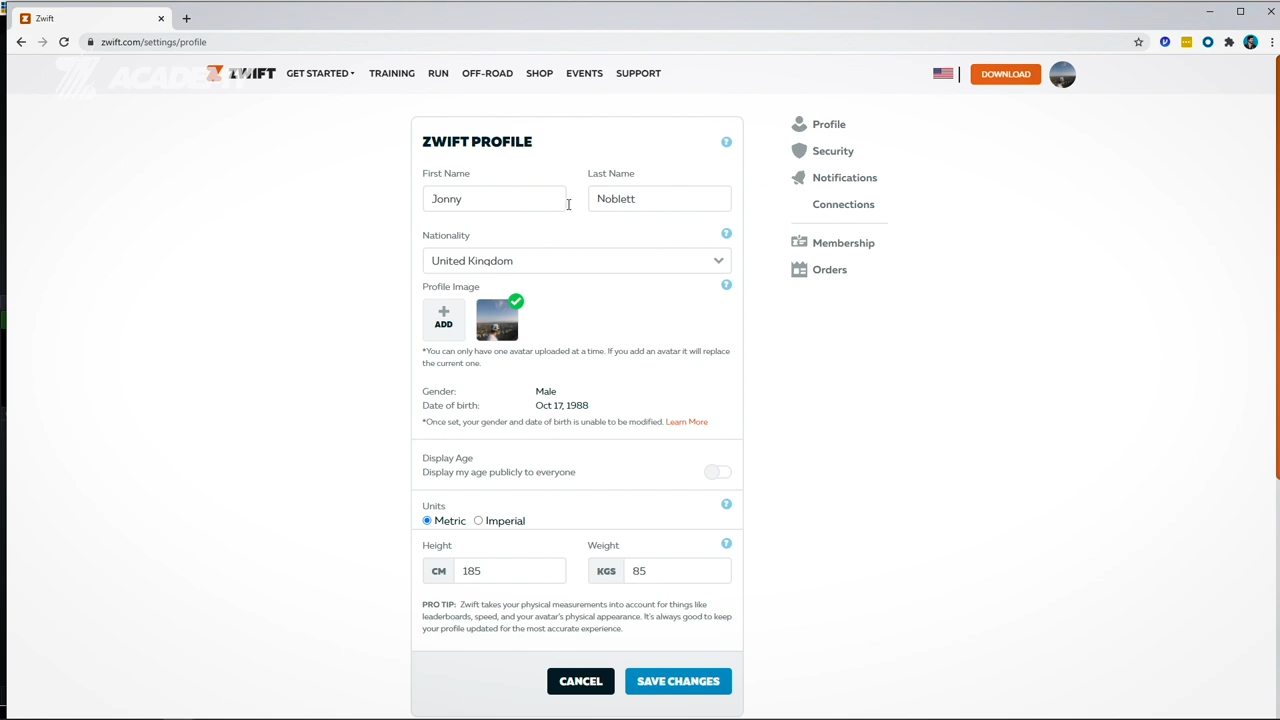 Zwift
zwift.com/settings/profile
ACADEMY
ZWIFT GET STARTED TRAINING RUN OFF-ROAD SHOP EVENTS SUPPORT DOWNLOAD
ZWIFT PROFILE
First Name Last Name
Jonny Noblett
Nationality
United Kingdom
Profile Image
ADD
*You can only have one avatar uploaded at a time. If you add an avatar it will replace
the current one.
Gender: Male
Date of birth: Oct 17, 1988
*Once set, your gender and date of birth is unable to be modified. Learn More
Display Age
Display my age publicly to everyone
Units
Metric Imperial
Height Weight
CM 185 KGS 85
PRO TIP: Zwift takes your physical measurements into account for things like
leaderboards, speed, and your avatar's physical appearance. It's always good to keep
your profile updated for the most accurate experience.
CANCEL SAVE CHANGES
Profile
Security
Notifications
Connections
Membership
Orders